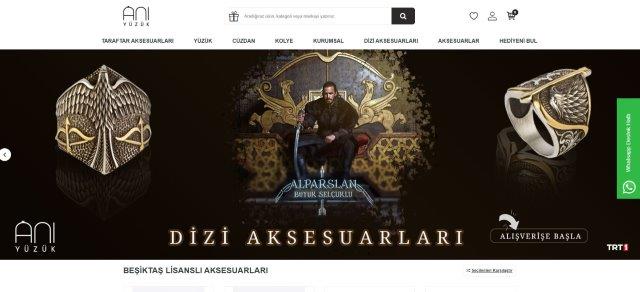 ANI
YÜZÜK
Aradığınız ürün, kategori veya markayı yazınız
0
TARAFTAR AKSESUARLARI YÜZÜK CÜZDAN KOLYE KURUMSAL DİZİ AKSESUARLARI AKSESUARLAR HEDİYENİ BUL
ALPARSLAN
BÜYÜK SELÇUKLU
Whatsapp Destek Hattı
DİZİ AKSESUARLARI
ALIŞVERİŞE BAŞLA
ANI
YÜZÜK
TRT1
BEŞİKTAŞ LİSANSLI AKSESUARLARI
Seçilenleri Karşılaştır